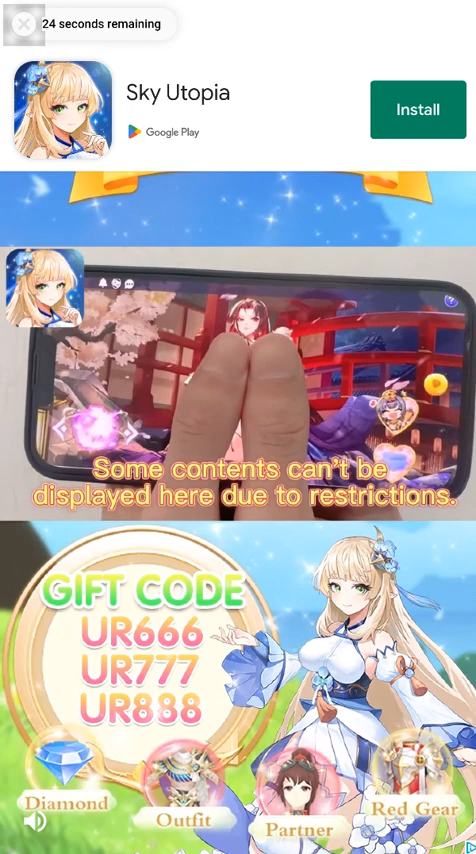 24 seconds remaining
Sky Utopia
Google Play
Install
Some contents can't be
displayed here due to restrictions.
GIFT CODE
UR666
UR777
UR888
Diamond
Outfit
Partner
Red Gear